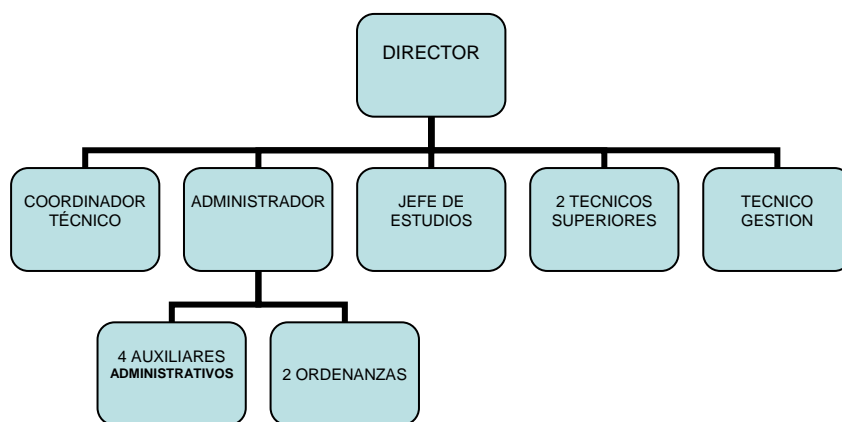 DIRECTOR
COORDINADOR
TÉCNICO
ADMINISTRADOR
JEFE DE
ESTUDIOS
2 TECNICOS
SUPERIORES
TECNICO
GESTION
4 AUXILIARES
ADMINISTRATIVOS
2 ORDENANZAS